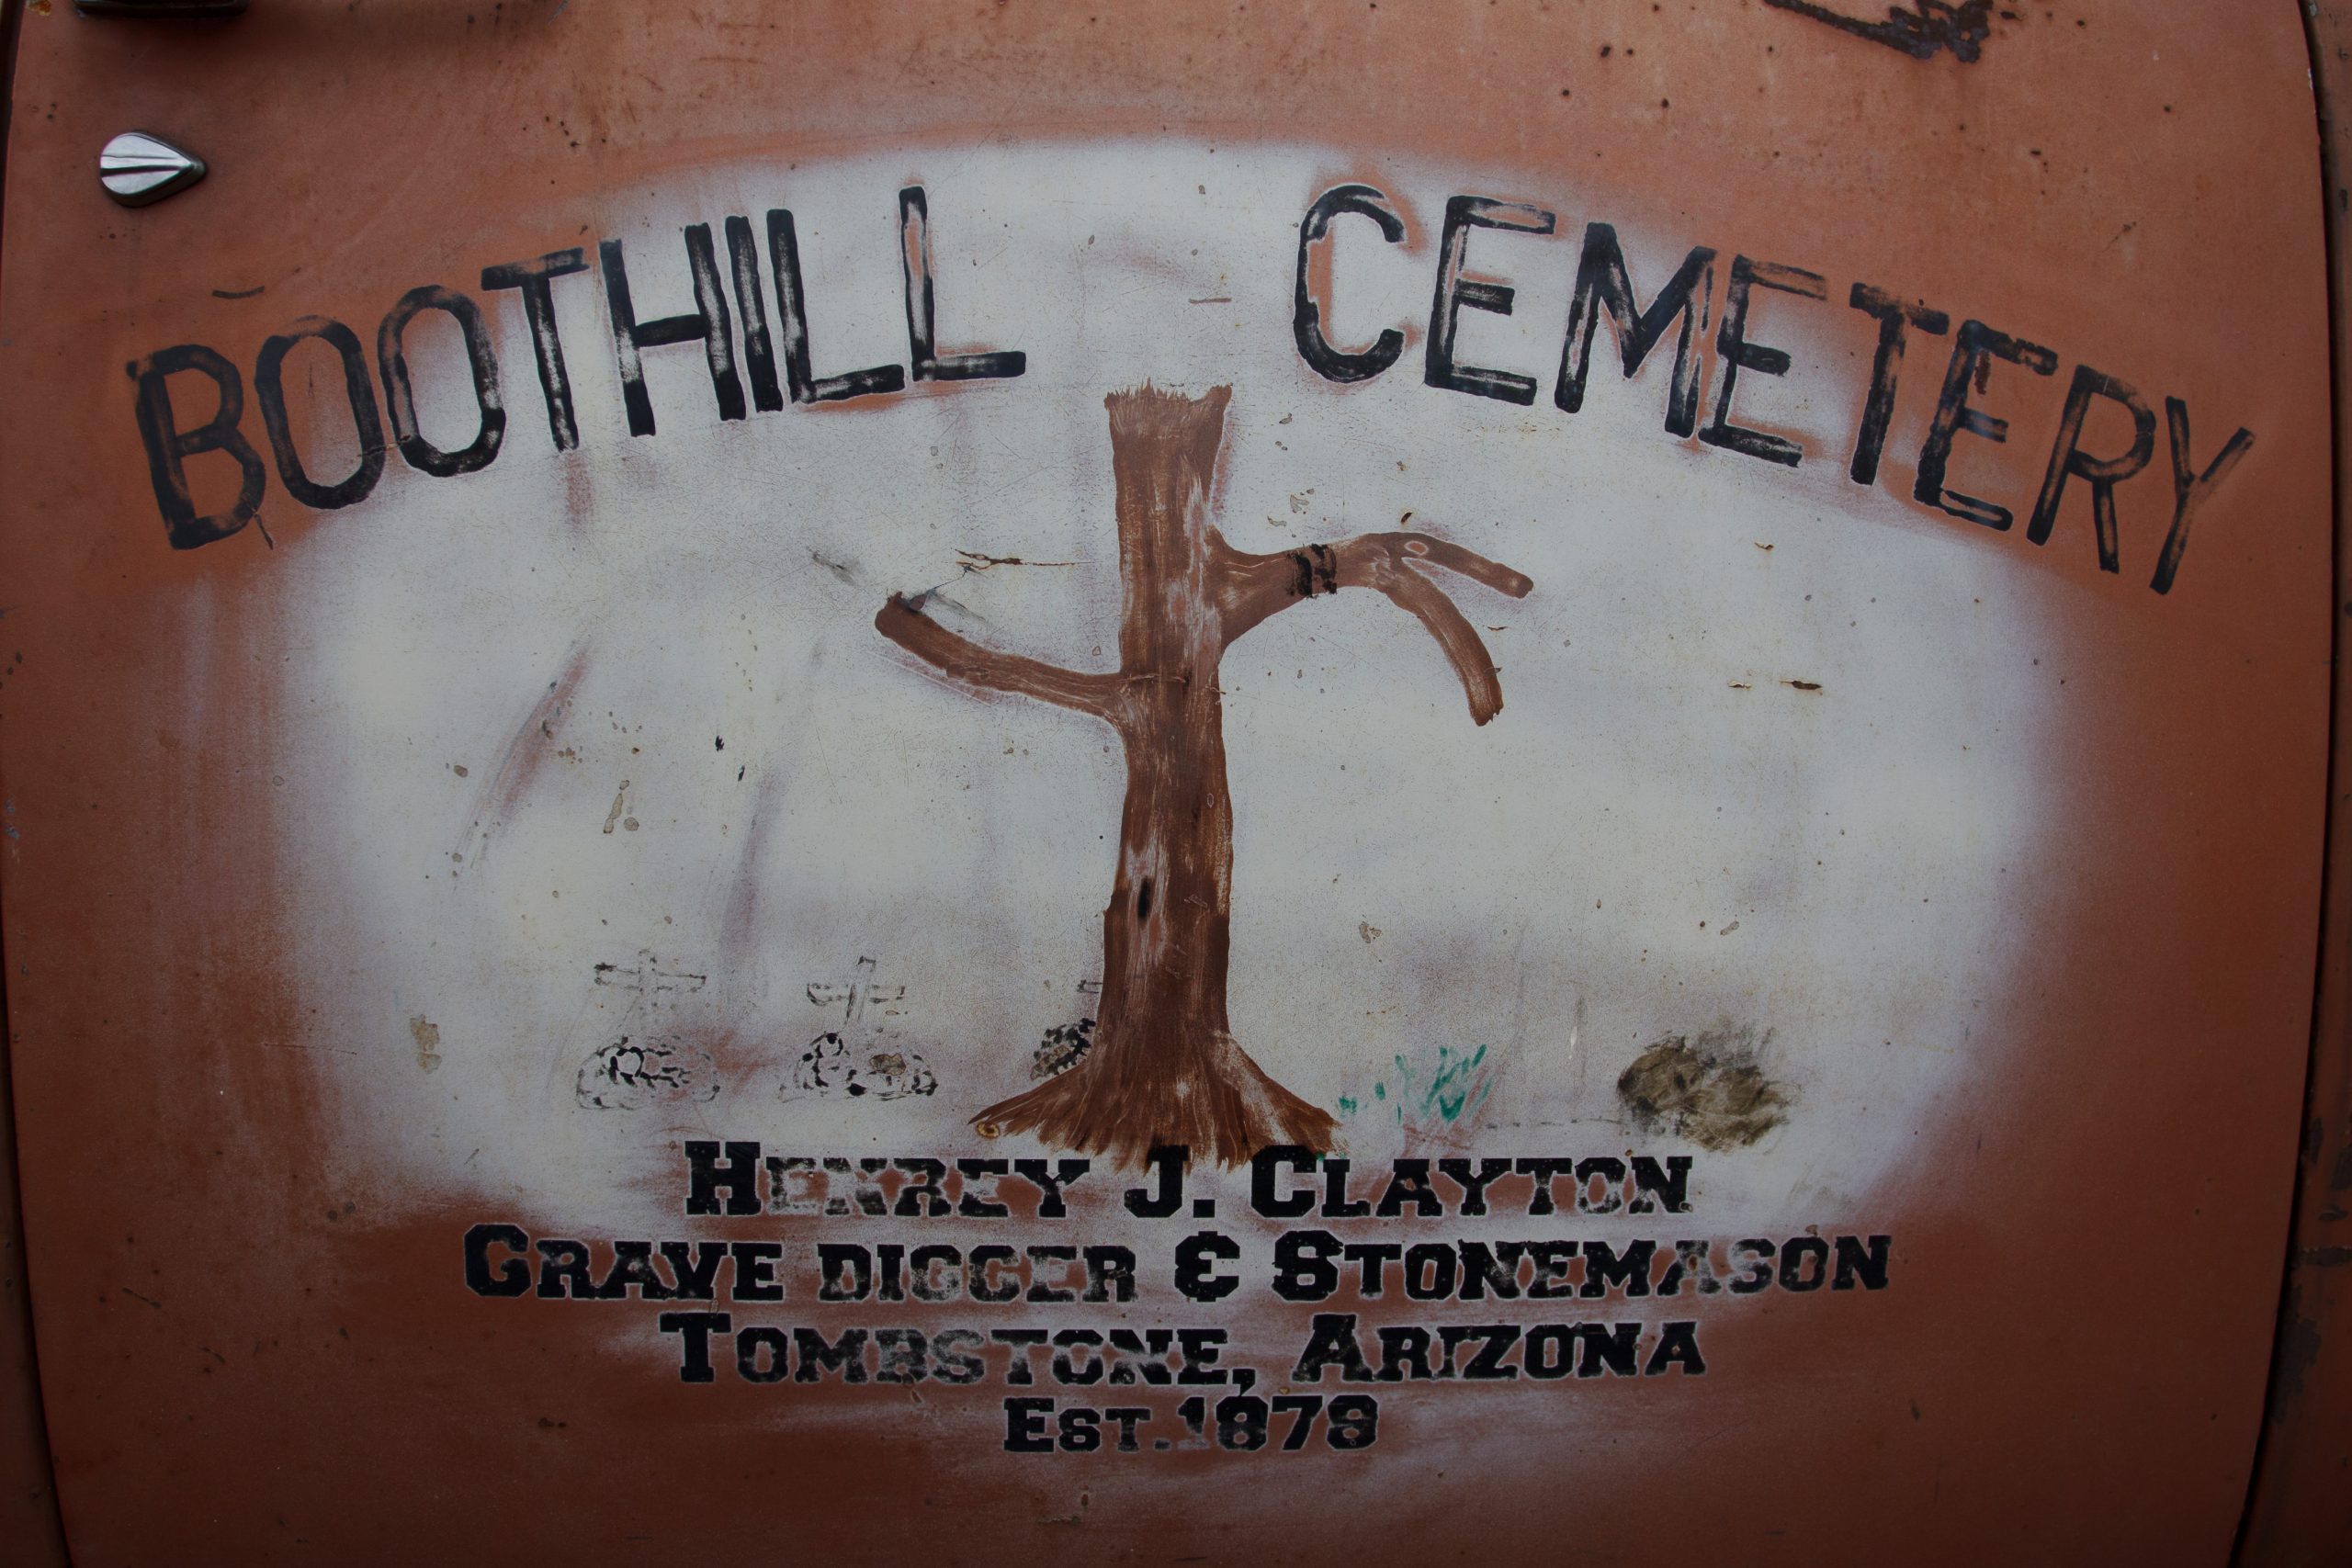 BOOTHILL CEMETERY
HENREY J. CLAYTON
GRAVE DIGGER & STONEMASON
TOMBSTONE, ARIZONA
EST.1878